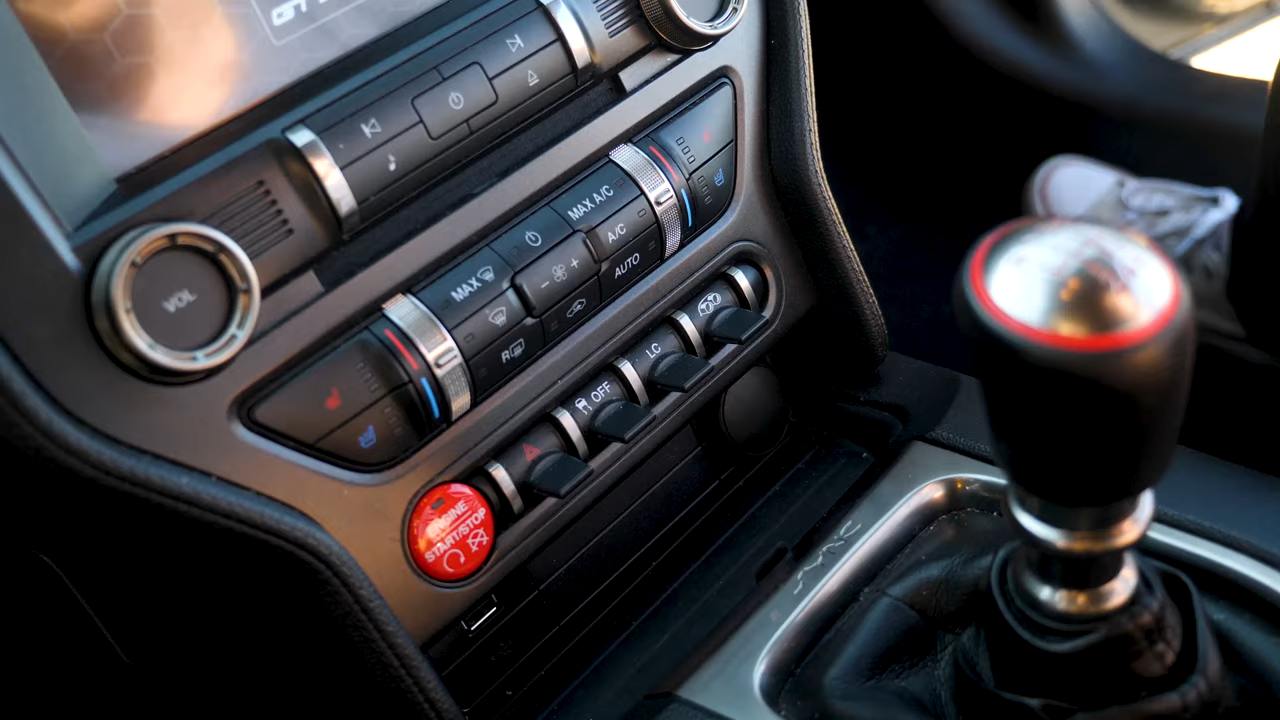 GT
VOL
MAX A/C
A/C
MAX
AUTO
R
LC
OFF
ENGINE
START/STOP